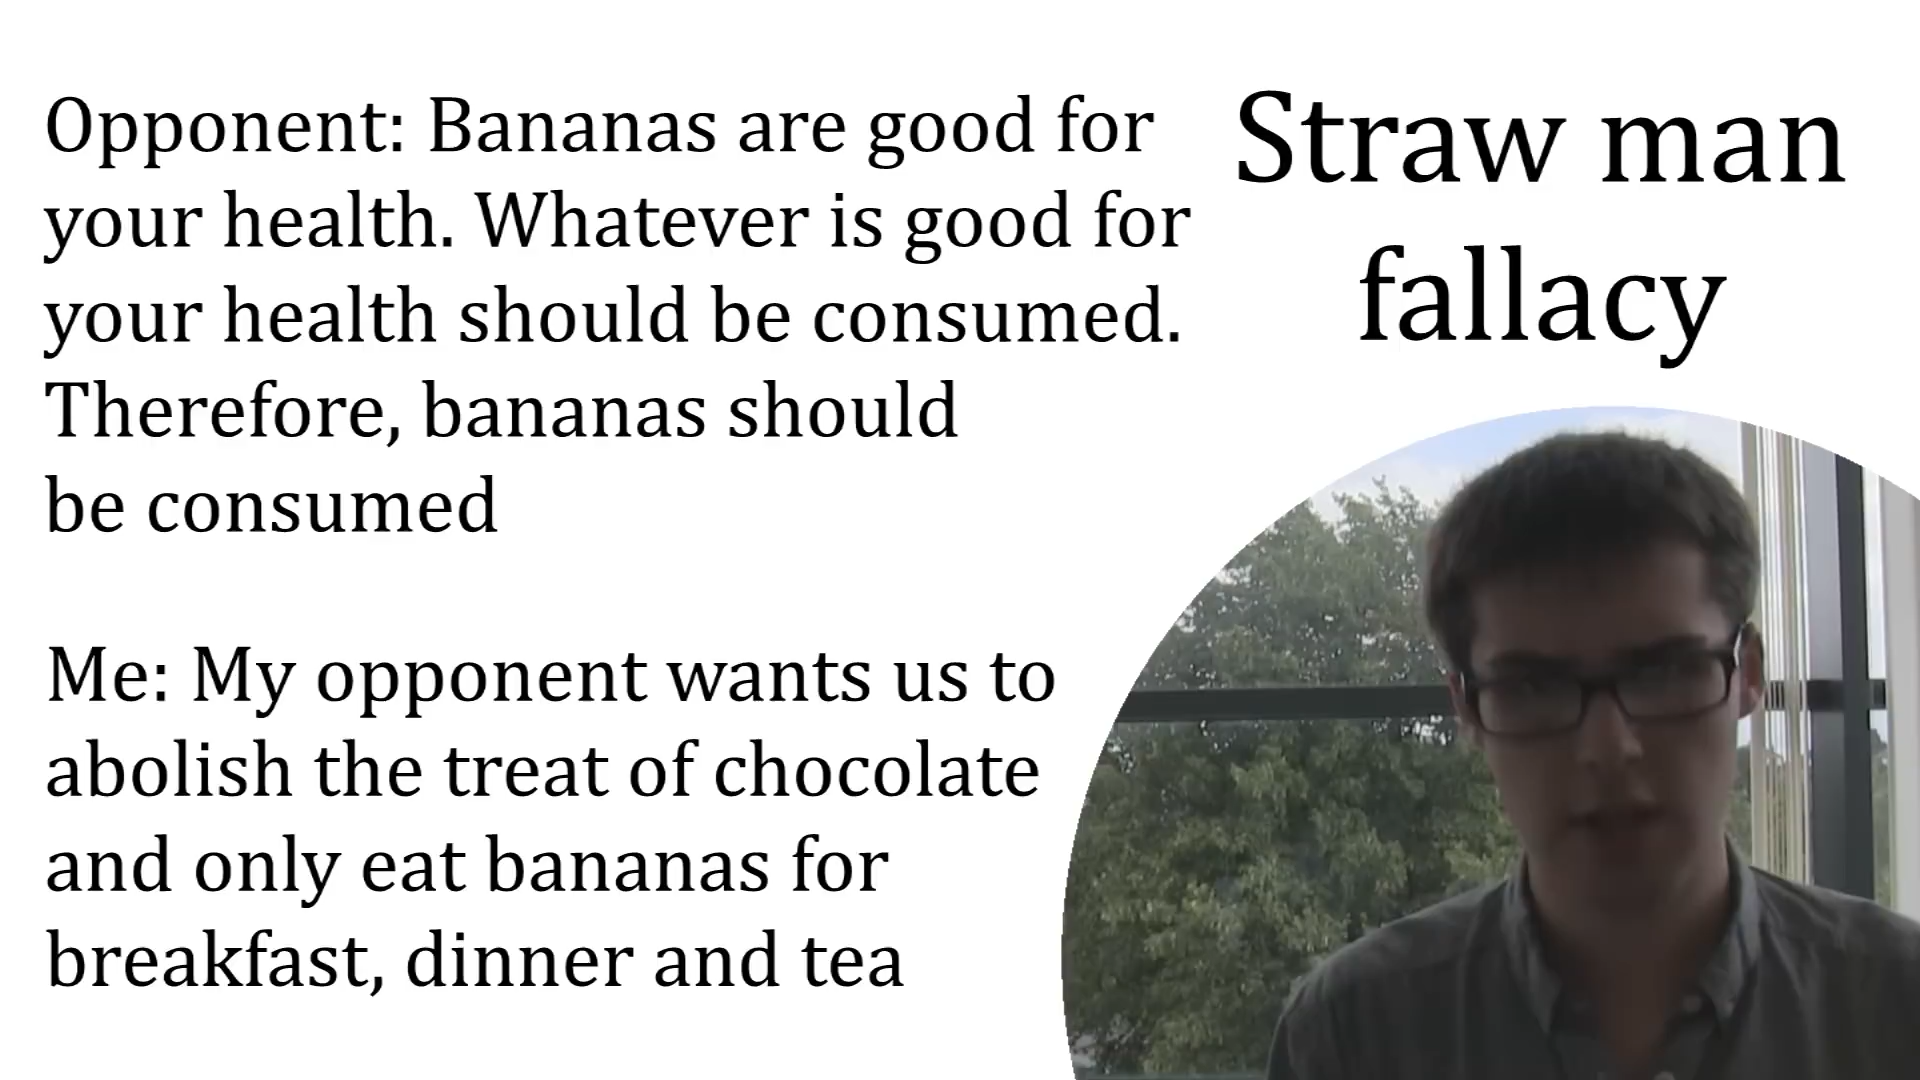 Opponent: Bananas are good for
your health. Whatever is good for
your health should be consumed.
Therefore, bananas should
be consumed
Me: My opponent wants us to
abolish the treat of chocolate
and only eat bananas for
breakfast, dinner and tea
Straw man
fallacy